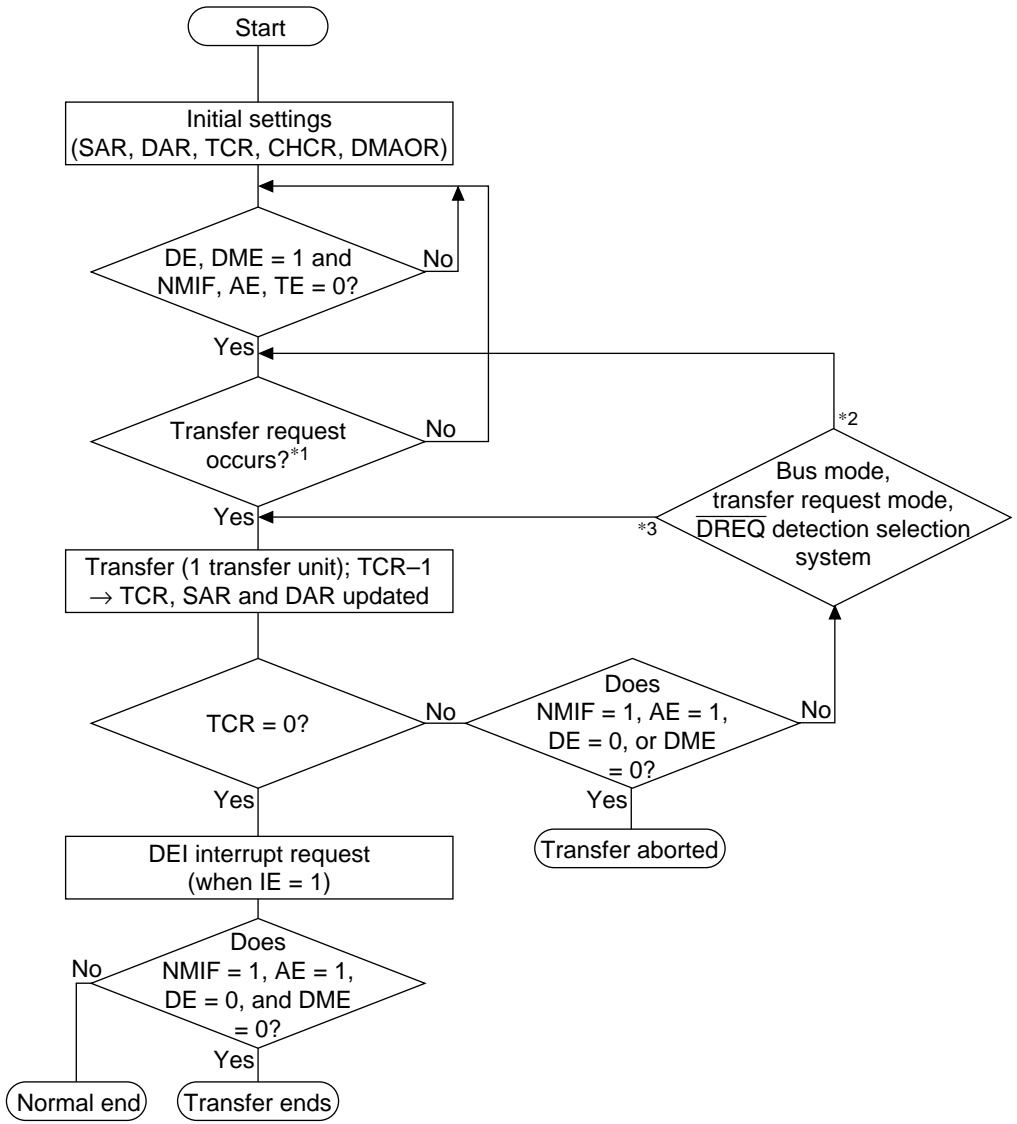 Start
Initial settings
(SAR, DAR, TCR, CHCR, DMAOR)
DE, DME = 1 and
NMIF, AE, TE = 0?
No
Yes
Transfer request
occurs?*1
No
Yes
*2
Bus mode,
transfer request mode,
DREQ detection selection
system
*3
Transfer (1 transfer unit); TCR–1
→ TCR, SAR and DAR updated
TCR = 0?
No
Does
NMIF = 1, AE = 1,
DE = 0, or DME
= 0?
No
Yes
Yes
Transfer aborted
DEI interrupt request
(when IE = 1)
Does
NMIF = 1, AE = 1,
DE = 0, and DME
= 0?
No
Yes
Normal end
Transfer ends